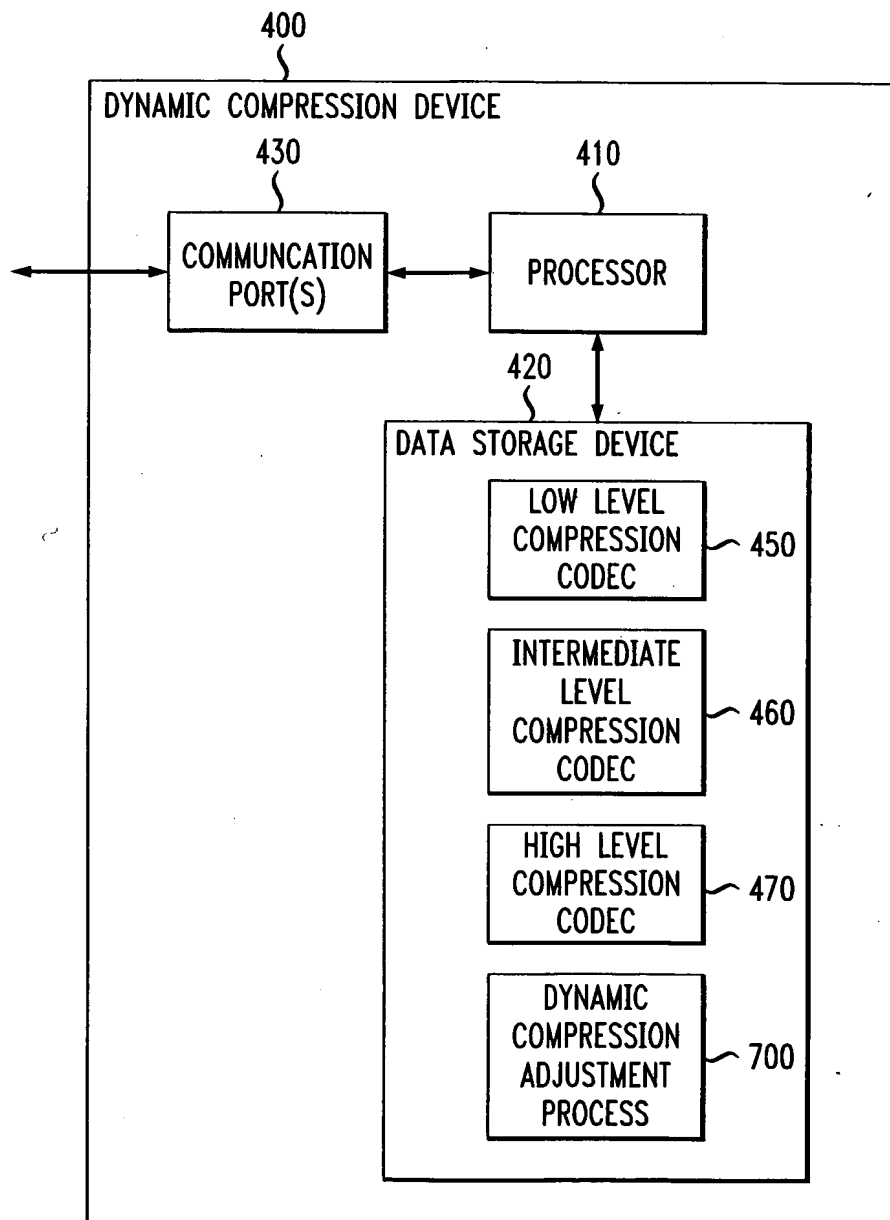 400
DYNAMIC COMPRESSION DEVICE
430
410
COMMUNCATION
PORT(S)
PROCESSOR
420
DATA STORAGE DEVICE
LOW LEVEL
COMPRESSION
CODEC
450
INTERMEDIATE
LEVEL
COMPRESSION
CODEC
460
HIGH LEVEL
COMPRESSION
CODEC
470
DYNAMIC
COMPRESSION
ADJUSTMENT
PROCESS
700